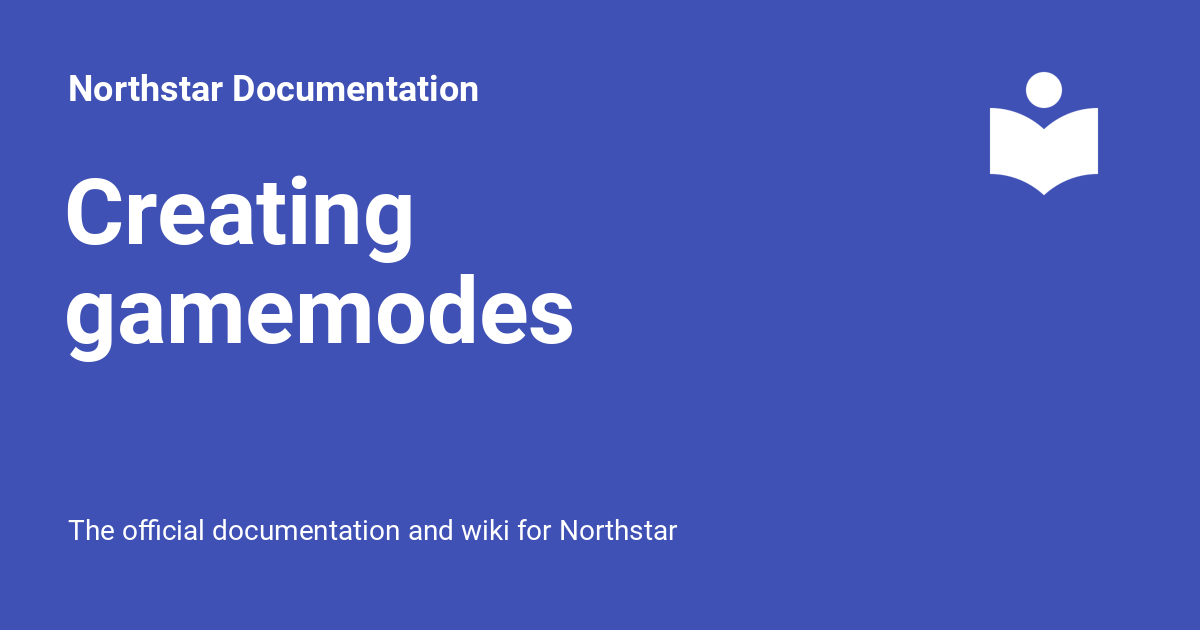 Northstar Documentation
Creating
gamemodes
The official documentation and wiki for Northstar